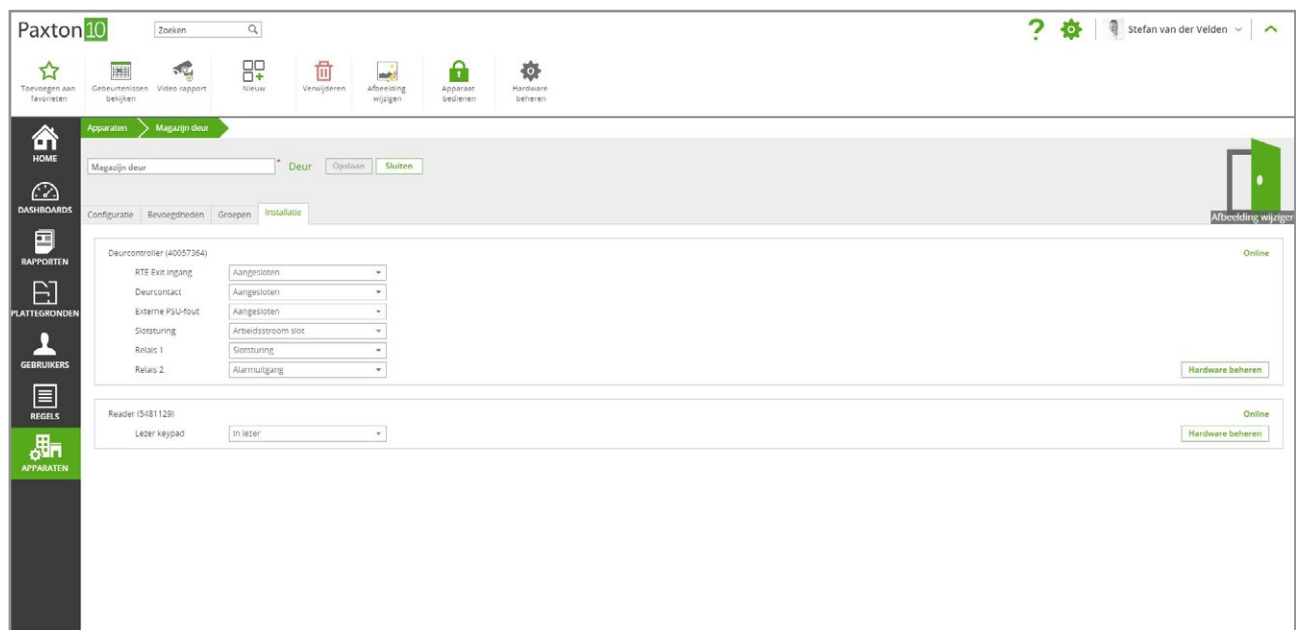 Paxton10
Zoeken
?
Stefan van der Velden
Toevoegen aan favorieten
Gebeurtenissen bekijken
Video rapport
Nieuw
Verwijderen
Afbeelding wijzigen
Apparaat bedienen
Hardware beheren
HOME
DASHBOARDS
RAPPORTEN
PLATTEGRONDEN
GEBRUIKERS
REGELS
APPARATEN
Apparaten
Magazijn deur
Magazijn deur * Deur Opslaan Sluiten
Afbeelding wijziger
Configuratie Bevoegdheden Groepen Installatie
Deurcontroller (40057364) Online
RTE Exit ingang Aangesloten
Deurcontact Aangesloten
Externe PSU-fout Aangesloten
Slotsturing Arbeidsstroom slot
Relais 1 Slotsturing
Relais 2 Alarmuitgang Hardware beheren
Reader (5481129) Online
Lezer keypad In lezer Hardware beheren